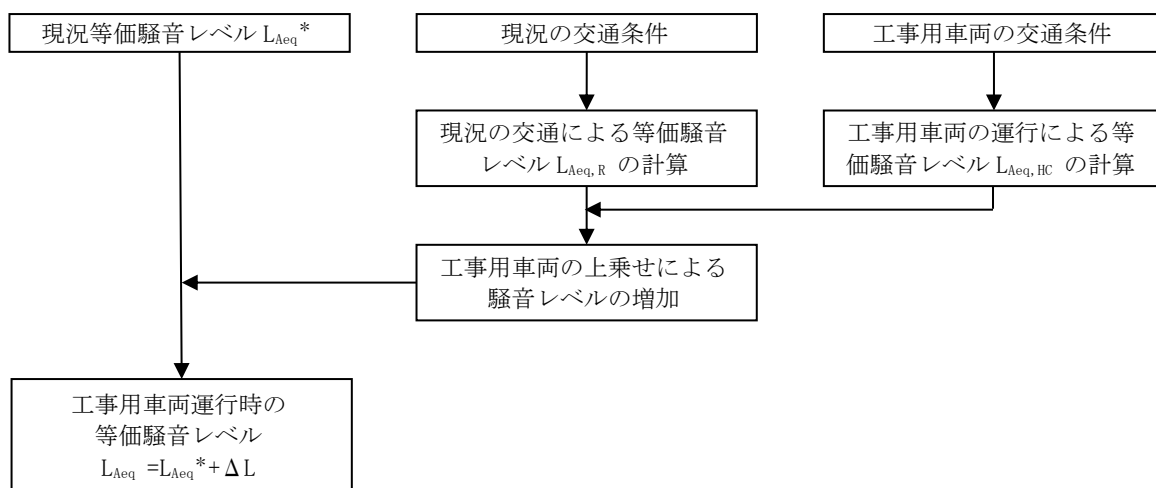 現況等価騒音レベル LAeq*
現況の交通条件
工事用車両の交通条件
現況の交通による等価騒音
レベル LAeq,R の計算
工事用車両の運行による等
価騒音レベル LAeq,HC の計算
工事用車両の上乗せによる
騒音レベルの増加
工事用車両運行時の
等価騒音レベル
LAeq =LAeq*+ΔL